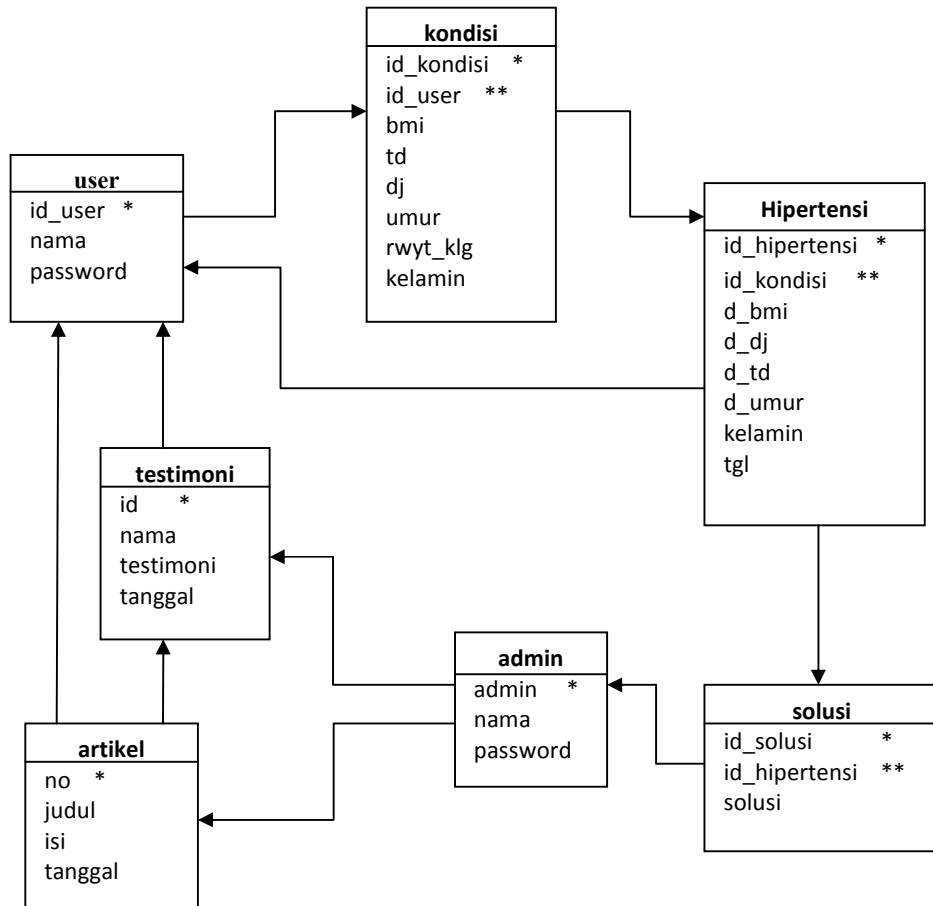 kondisi
id_kondisi *
id_user **
bmi
td
dj
umur
rwyt_klg
kelamin
user
id_user *
nama
password
Hipertensi
id_hipertensi *
id_kondisi **
d_bmi
d_dj
d_td
d_umur
kelamin
tgl
testimoni
id *
nama
testimoni
tanggal
admin
admin *
nama
password
solusi
id_solusi *
id_hipertensi **
solusi
artikel
no *
judul
isi
tanggal